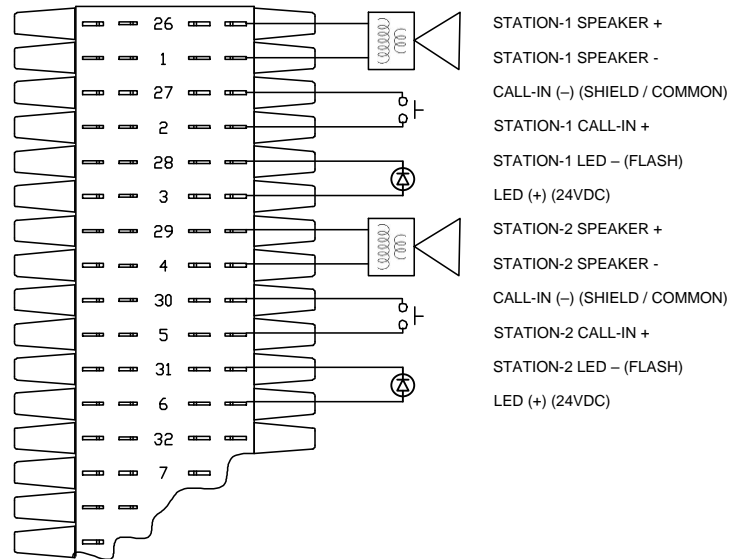 26 STATION-1 SPEAKER +
1 STATION-1 SPEAKER -
27 CALL-IN (–) (SHIELD / COMMON)
2 STATION-1 CALL-IN +
28 STATION-1 LED – (FLASH)
3 LED (+) (24VDC)
29 STATION-2 SPEAKER +
4 STATION-2 SPEAKER -
30 CALL-IN (–) (SHIELD / COMMON)
5 STATION-2 CALL-IN +
31 STATION-2 LED – (FLASH)
6 LED (+) (24VDC)
32
7